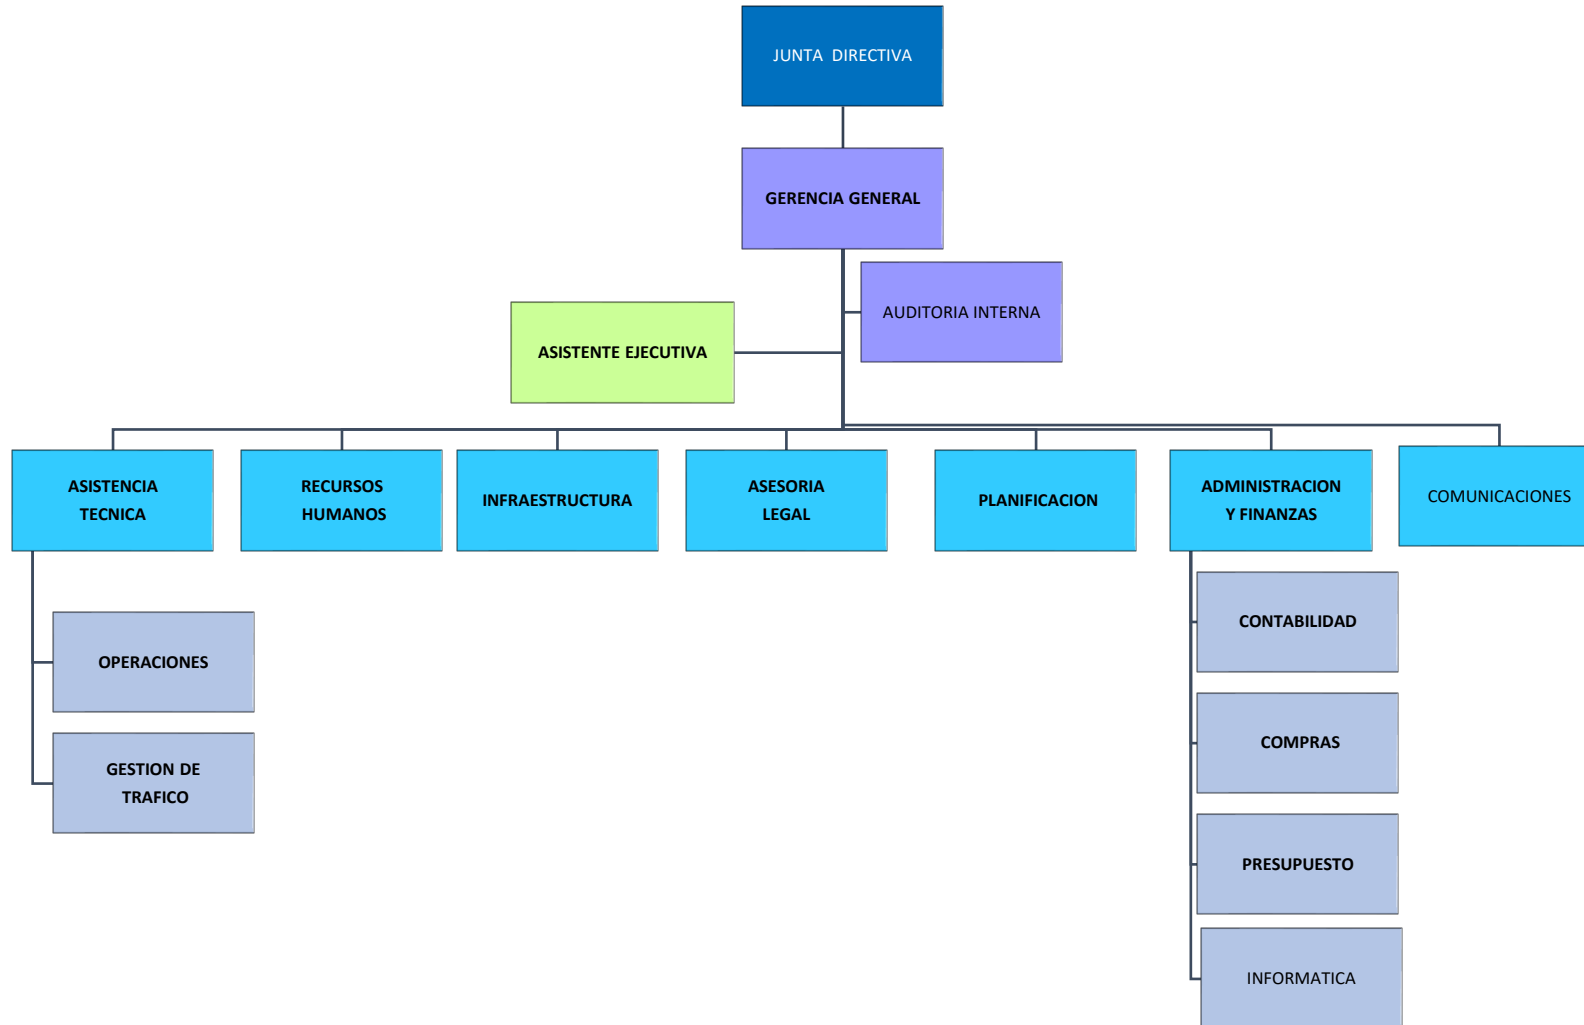 JUNTA DIRECTIVA
GERENCIA GENERAL
AUDITORIA INTERNA
ASISTENTE EJECUTIVA
ASISTENCIA
TECNICA
RECURSOS
HUMANOS
INFRAESTRUCTURA
ASESORIA
LEGAL
PLANIFICACION
ADMINISTRACION
Y FINANZAS
COMUNICACIONES
OPERACIONES
GESTION DE
TRAFICO
CONTABILIDAD
COMPRAS
PRESUPUESTO
INFORMATICA